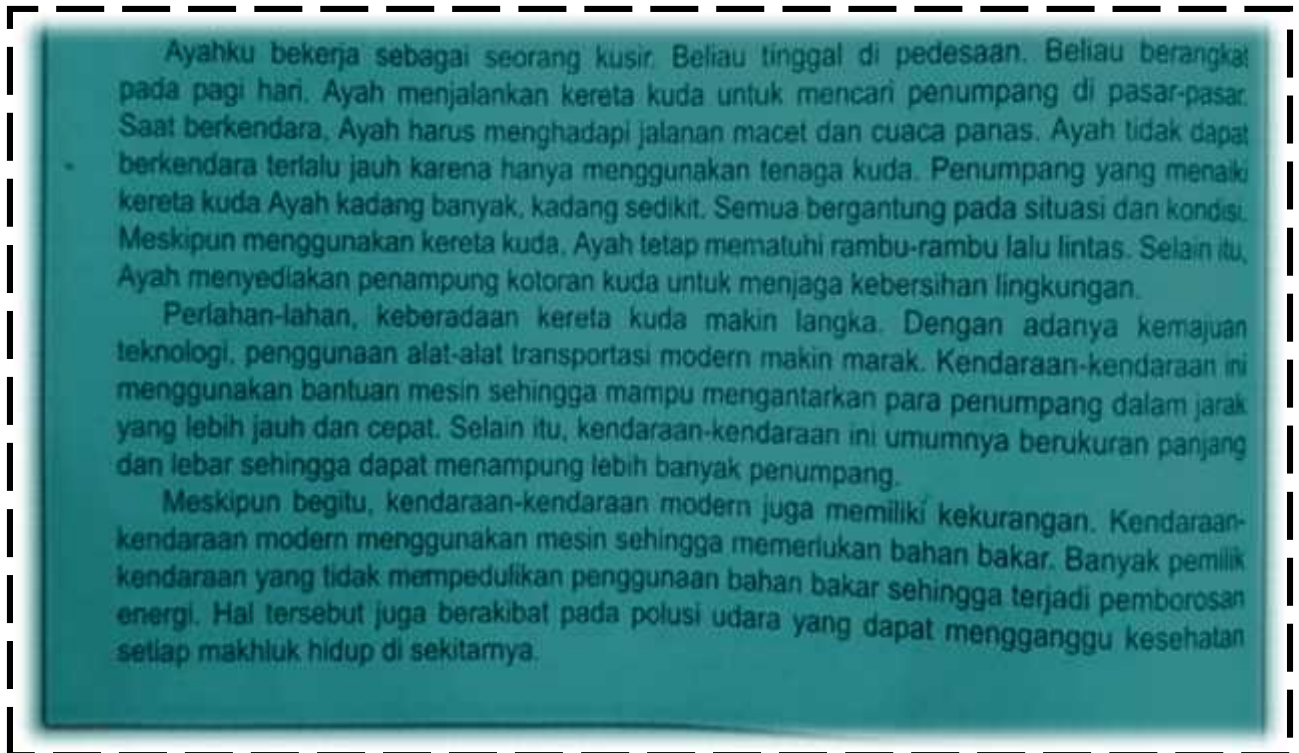 Ayahku bekerja sebagai seorang kusir. Beliau tinggal di pedesaan. Beliau berangkat
pada pagi hari. Ayah menjalankan kereta kuda untuk mencari penumpang di pasar-pasar.
Saat berkendara, Ayah harus menghadapi jalanan macet dan cuaca panas. Ayah tidak dapat
berkendara terlalu jauh karena hanya menggunakan tenaga kuda. Penumpang yang menaiki
kereta kuda Ayah kadang banyak, kadang sedikit. Semua bergantung pada situasi dan kondisi.
Meskipun menggunakan kereta kuda, Ayah tetap mematuhi rambu-rambu lalu lintas. Selain itu,
Ayah menyediakan penampung kotoran kuda untuk menjaga kebersihan lingkungan.
Perlahan-lahan, keberadaan kereta kuda makin langka. Dengan adanya kemajuan
teknologi, penggunaan alat-alat transportasi modern makin marak. Kendaraan-kendaraan ini
menggunakan bantuan mesin sehingga mampu mengantarkan para penumpang dalam jarak
yang lebih jauh dan cepat. Selain itu, kendaraan-kendaraan ini umumnya berukuran panjang
dan lebar sehingga dapat menampung lebih banyak penumpang.
Meskipun begitu, kendaraan-kendaraan modern juga memiliki kekurangan. Kendaraan-
kendaraan modern menggunakan mesin sehingga memerlukan bahan bakar. Banyak pemilik
kendaraan yang tidak mempedulikan penggunaan bahan bakar sehingga terjadi pemborosan
energi. Hal tersebut juga berakibat pada polusi udara yang dapat mengganggu kesehatan
setiap makhluk hidup di sekitarnya.